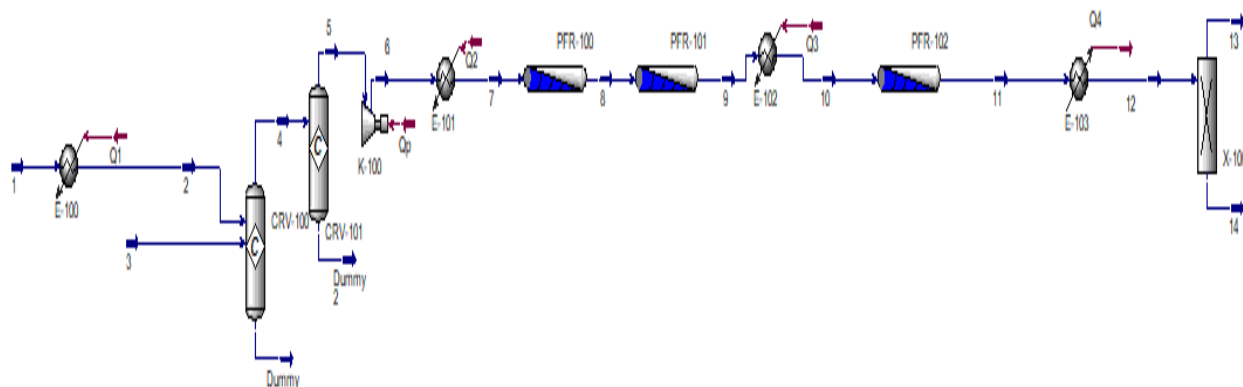 1
Q1
E-100
2
3
4
C
CRV-100
Dummy
5
C
CRV-101
Dummy
2
6
K-100
Qp
Q2
E-101
7
PFR-100
8
PFR-101
9
Q3
E-102
10
PFR-102
11
Q4
E-103
12
13
14